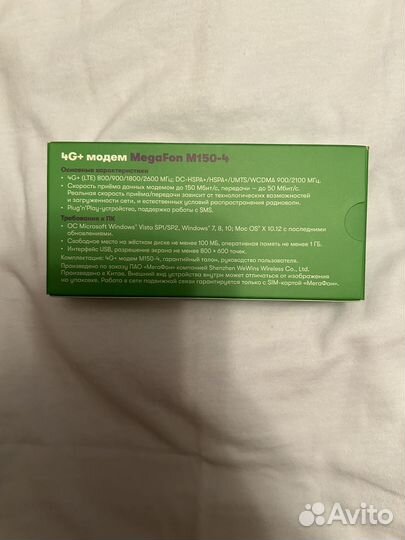 4G+ модем MegaFon M150-4
Основные характеристики
• 4G+ (LTE) 800/900/1800/2600 МГц; DC-HSPA+/HSPA+/UMTS/WCDMA 900/2100 МГц.
• Скорость приёма данных модемом до 150 Мбит/с, передачи — до 50 Мбит/с.
Реальная скорость приёма/передачи зависит от технических возможностей
и загруженности сети, и естественных условий распространения радиоволн.
• Plug'n'Play-устройство, поддержка работы с SMS.
Требования к ПК
• ОС Microsoft Windows® Vista SP1/SP2, Windows® 7, 8, 10; Mac OS® X 10.12 с последними
обновлениями.
• Свободное место на жёстком диске не менее 100 МБ, оперативная память не менее 1 ГБ.
• Интерфейс USB, разрешение экрана не менее 800 × 600 точек.
Комплектация: 4G+ модем M150-4, гарантийный талон, руководство пользователя.
Произведено по заказу ПАО «МегаФон» компанией Shenzhen WeWins Wireless Co., Ltd.
Произведено в Китае. Внешний вид устройства внутри может отличаться от изображения
на упаковке. Работа в сети подвижной связи гарантируется только с SIM-картой «МегаФон».
Avito